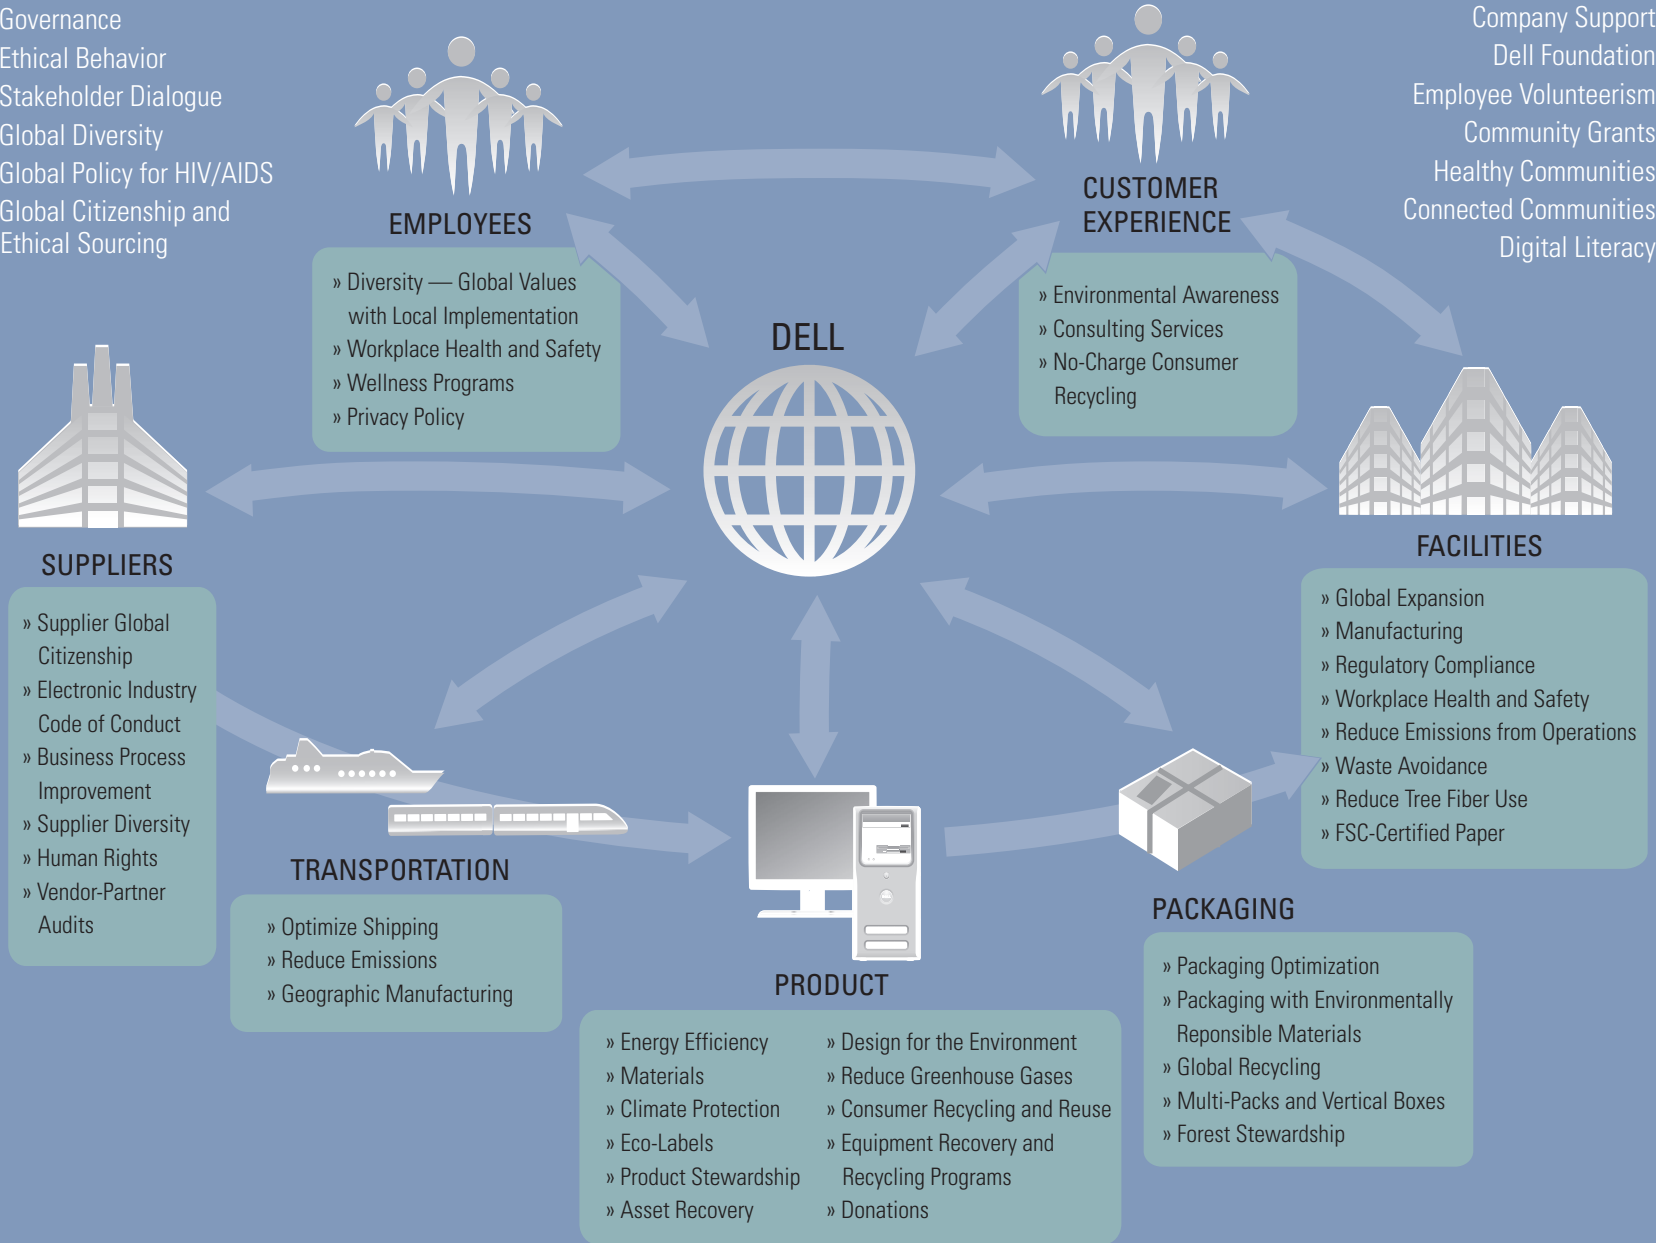 Governance
Ethical Behavior
Stakeholder Dialogue
Global Diversity
Global Policy for HIV/AIDS
Global Citizenship and
Ethical Sourcing
Company Support
Dell Foundation
Employee Volunteerism
Community Grants
Healthy Communities
Connected Communities
Digital Literacy
EMPLOYEES
» Diversity — Global Values
with Local Implementation
» Workplace Health and Safety
» Wellness Programs
» Privacy Policy
CUSTOMER
EXPERIENCE
» Environmental Awareness
» Consulting Services
» No-Charge Consumer
Recycling
DELL
SUPPLIERS
» Supplier Global
Citizenship
» Electronic Industry
Code of Conduct
» Business Process
Improvement
» Supplier Diversity
» Human Rights
» Vendor-Partner
Audits
FACILITIES
» Global Expansion
» Manufacturing
» Regulatory Compliance
» Workplace Health and Safety
» Reduce Emissions from Operations
» Waste Avoidance
» Reduce Tree Fiber Use
» FSC-Certified Paper
TRANSPORTATION
» Optimize Shipping
» Reduce Emissions
» Geographic Manufacturing
PRODUCT
» Energy Efficiency
» Materials
» Climate Protection
» Eco-Labels
» Product Stewardship
» Asset Recovery
» Design for the Environment
» Reduce Greenhouse Gases
» Consumer Recycling and Reuse
» Equipment Recovery and
Recycling Programs
» Donations
PACKAGING
» Packaging Optimization
» Packaging with Environmentally
Reponsible Materials
» Global Recycling
» Multi-Packs and Vertical Boxes
» Forest Stewardship